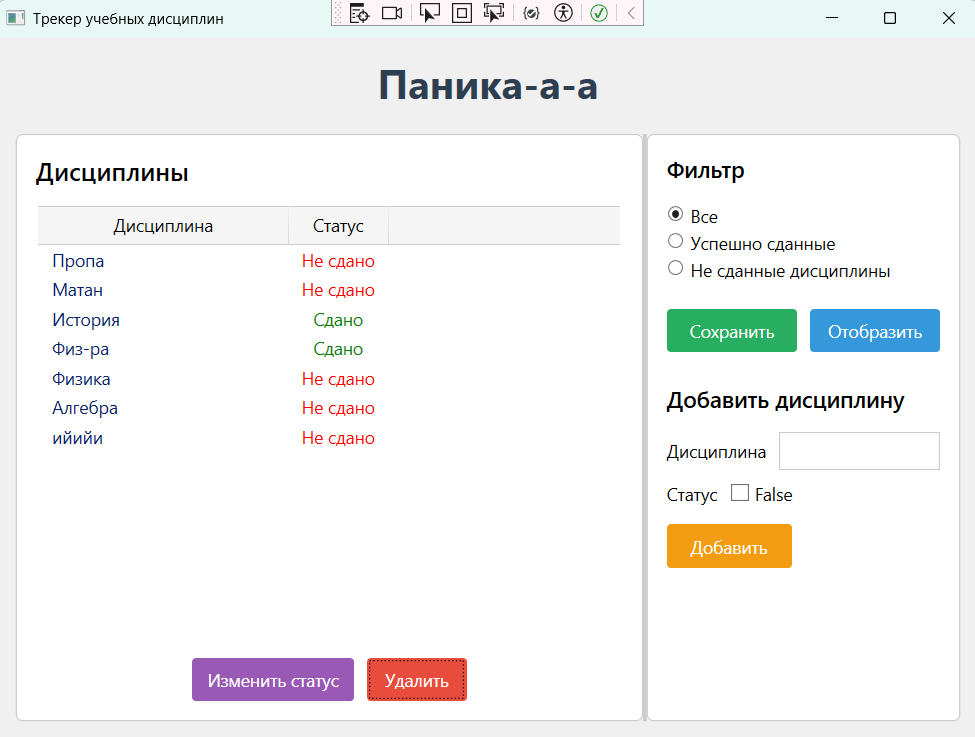 Трекер учебных дисциплин
Паника-а-а
Дисциплины
Дисциплина Статус
Пропа Не сдано
Матан Не сдано
История Сдано
Физ-ра Сдано
Физика Не сдано
Алгебра Не сдано
ийийи Не сдано
Изменить статус Удалить
Фильтр
Все
Успешно сданные
Не сданные дисциплины
Сохранить Отобразить
Добавить дисциплину
Дисциплина
Статус False
Добавить